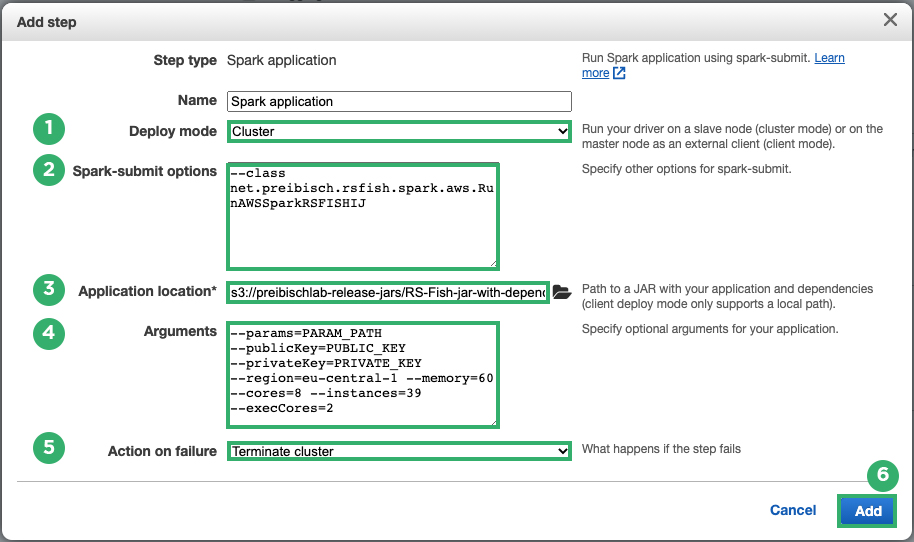 Add step
Step type Spark application
Run Spark application using spark-submit. Learn
more
Name Spark application
1 Deploy mode Cluster
Run your driver on a slave node (cluster mode) or on the
master node as an external client (client mode).
2 Spark-submit options
--class
net.preibisch.rsfish.spark.aws.Ru
nAWSSparkRSFISHIJ
Specify other options for spark-submit.
3 Application location* s3://preibischlab-release-jars/RS-Fish-jar-with-depend
Path to a JAR with your application and dependencies
(client deploy mode only supports a local path).
4 Arguments
--params=PARAM_PATH
--publicKey=PUBLIC_KEY
--privateKey=PRIVATE_KEY
--region=eu-central-1 --memory=60
--cores=8 --instances=39
--execCores=2
Specify optional arguments for your application.
5 Action on failure Terminate cluster
What happens if the step fails
6
Cancel Add